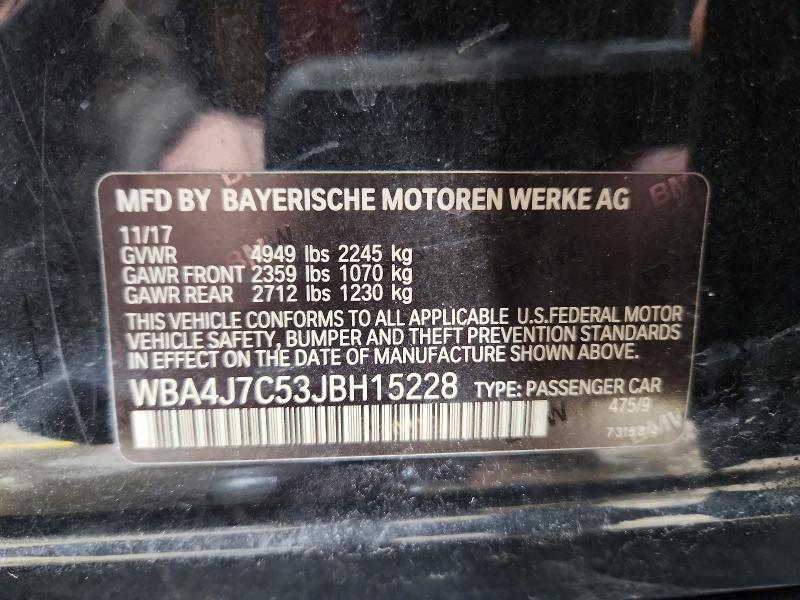 MFD BY BAYERISCHE MOTOREN WERKE AG
11/17
GVWR 4949 lbs 2245 kg
GAWR FRONT 2359 lbs 1070 kg
GAWR REAR 2712 lbs 1230 kg
THIS VEHICLE CONFORMS TO ALL APPLICABLE U.S.FEDERAL MOTOR
VEHICLE SAFETY, BUMPER, AND THEFT PREVENTION STANDARDS
IN EFFECT ON THE DATE OF MANUFACTURE SHOWN ABOVE.
WBA4J7C53JBH15228 TYPE: PASSENGER CAR
475/9